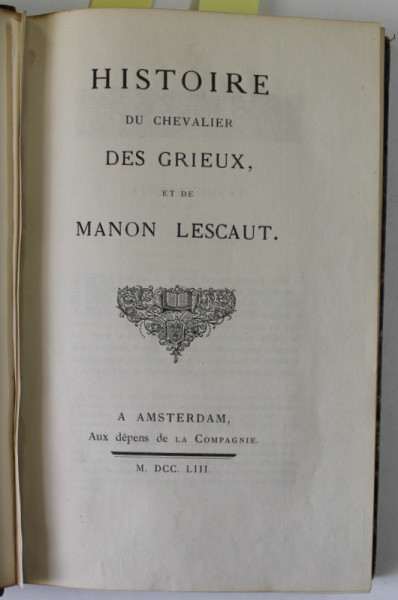 HISTOIRE
DU CHEVALIER
DES GRIEUX,
ET DE
MANON LESCAUT.
A AMSTERDAM,
Aux dépens de LA COMPAGNIE.
M. DCC. LIII.